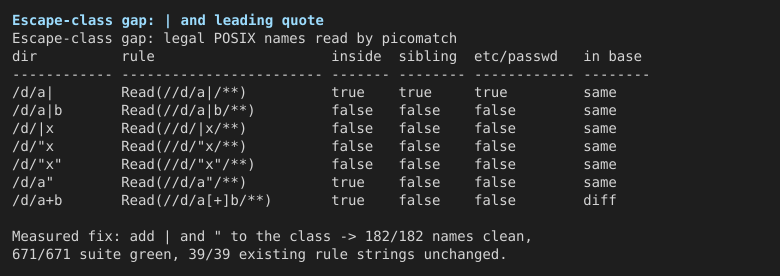 Escape-class gap: | and leading quote
Escape-class gap: legal POSIX names read by picomatch
dir          rule                     inside  sibling  etc/passwd   in base
------------ ------------------------ ------- -------- ------------ --------
/d/a|        Read(//d/a|/**)          true    true     true         same
/d/a|b       Read(//d/a|b/**)         false   false    false        same
/d/|x        Read(//d/|x/**)          false   false    false        same
/d/"x        Read(//d/"x/**)          false   false    false        same
/d/"x"       Read(//d/"x"/**)         false   false    false        same
/d/a"        Read(//d/a"/**)          true    false    false        same
/d/a+b       Read(//d/a[+]b/**)       true    false    false        diff
Measured fix: add | and " to the class -> 182/182 names clean,
671/671 suite green, 39/39 existing rule strings unchanged.